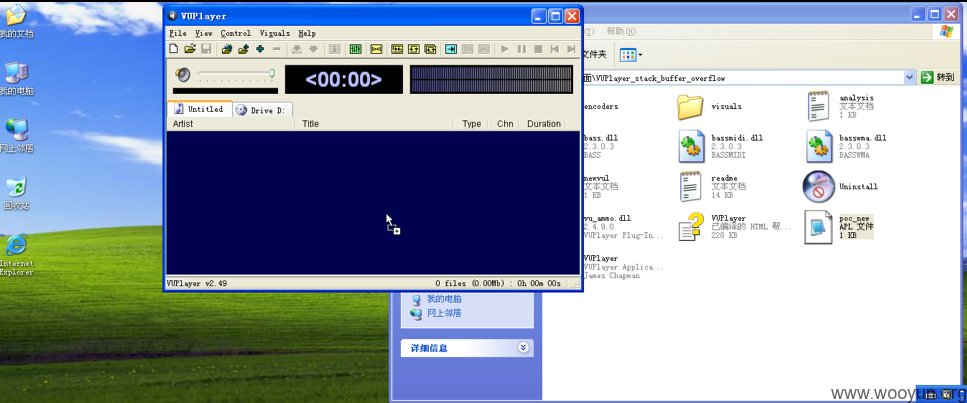 我的文档
我的电脑
网上邻居
回收站
Internet
Explorer
VUPlayer
File View Control Visuals Help
<00:00>
Untitled
Drive D:
Artist Title Type Chn Duration
VUPlayer v2.49
0 files (0.00Mb) : 0h 00m 00s
(T) 帮助(H)
文件夹
面\VUPlayer_stack_buffer_overflow
转到
encoders
visuals
analysis
文本文档
1 KB
bass.dll
2.3.0.3
BASS
bassmidi.dll
2.3.0.3
BASSMIDI
basswma.dll
2.3.0.3
BASSWMA
newvul
文本文档
1 KB
readme
文本文档
14 KB
Uninstall
vu_ammo.dll
2.4.9.0
VUPlayer Plug-In...
VUPlayer
已编译的 HTML 帮...
228 KB
poc_new
APL 文件
1 KB
VUPlayer
VUPlayer Applica...
James Chapman
我的电脑
网上邻居
详细信息
www.wooyun.org